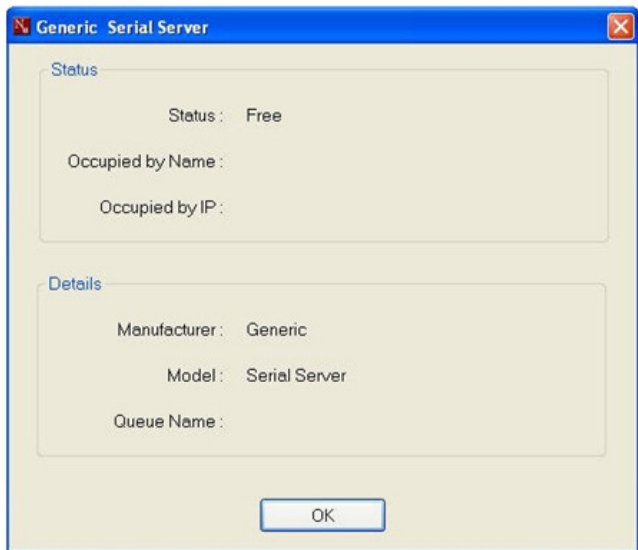 Generic Serial Server
Status
Status : Free
Occupied by Name :
Occupied by IP :
Details
Manufacturer : Generic
Model : Serial Server
Queue Name :
OK